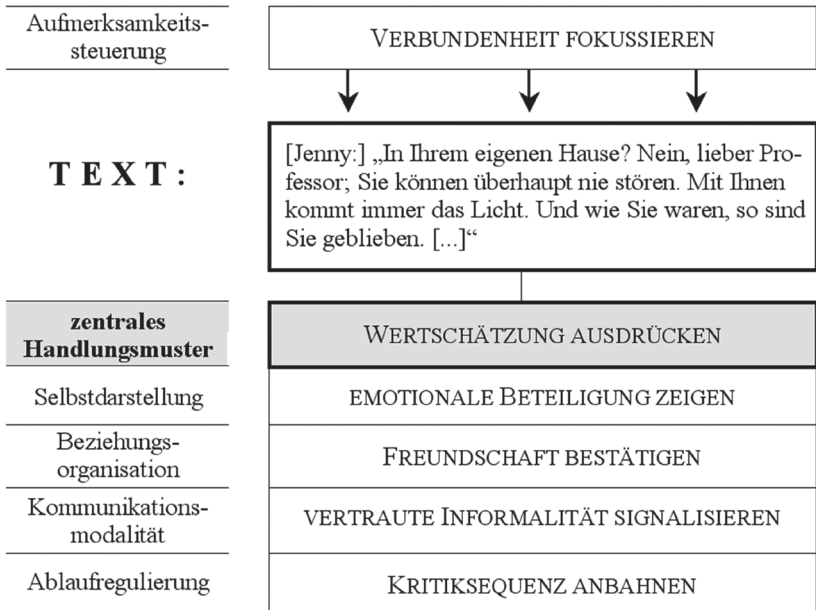 Aufmerksamkeits-
steuerung
VERBUNDENHEIT FOKUSSIEREN
TEXT:
[Jenny:] „In Ihrem eigenen Hause? Nein, lieber Pro-
fessor; Sie können überhaupt nie stören. Mit Ihnen
kommt immer das Licht. Und wie Sie waren, so sind
Sie geblieben. [...]“
zentrales
Handlungsmuster
WERTSCHÄTZUNG AUSDRÜCKEN
Selbstdarstellung
EMOTIONALE BETEILIGUNG ZEIGEN
Beziehungs-
organisation
FREUNDSCHAFT BESTÄTIGEN
Kommunikations-
modalität
VERTRAUTE INFORMALITÄT SIGNALISIEREN
Ablaufregulierung
KRITIKSEQUENZ ANBAHNEN